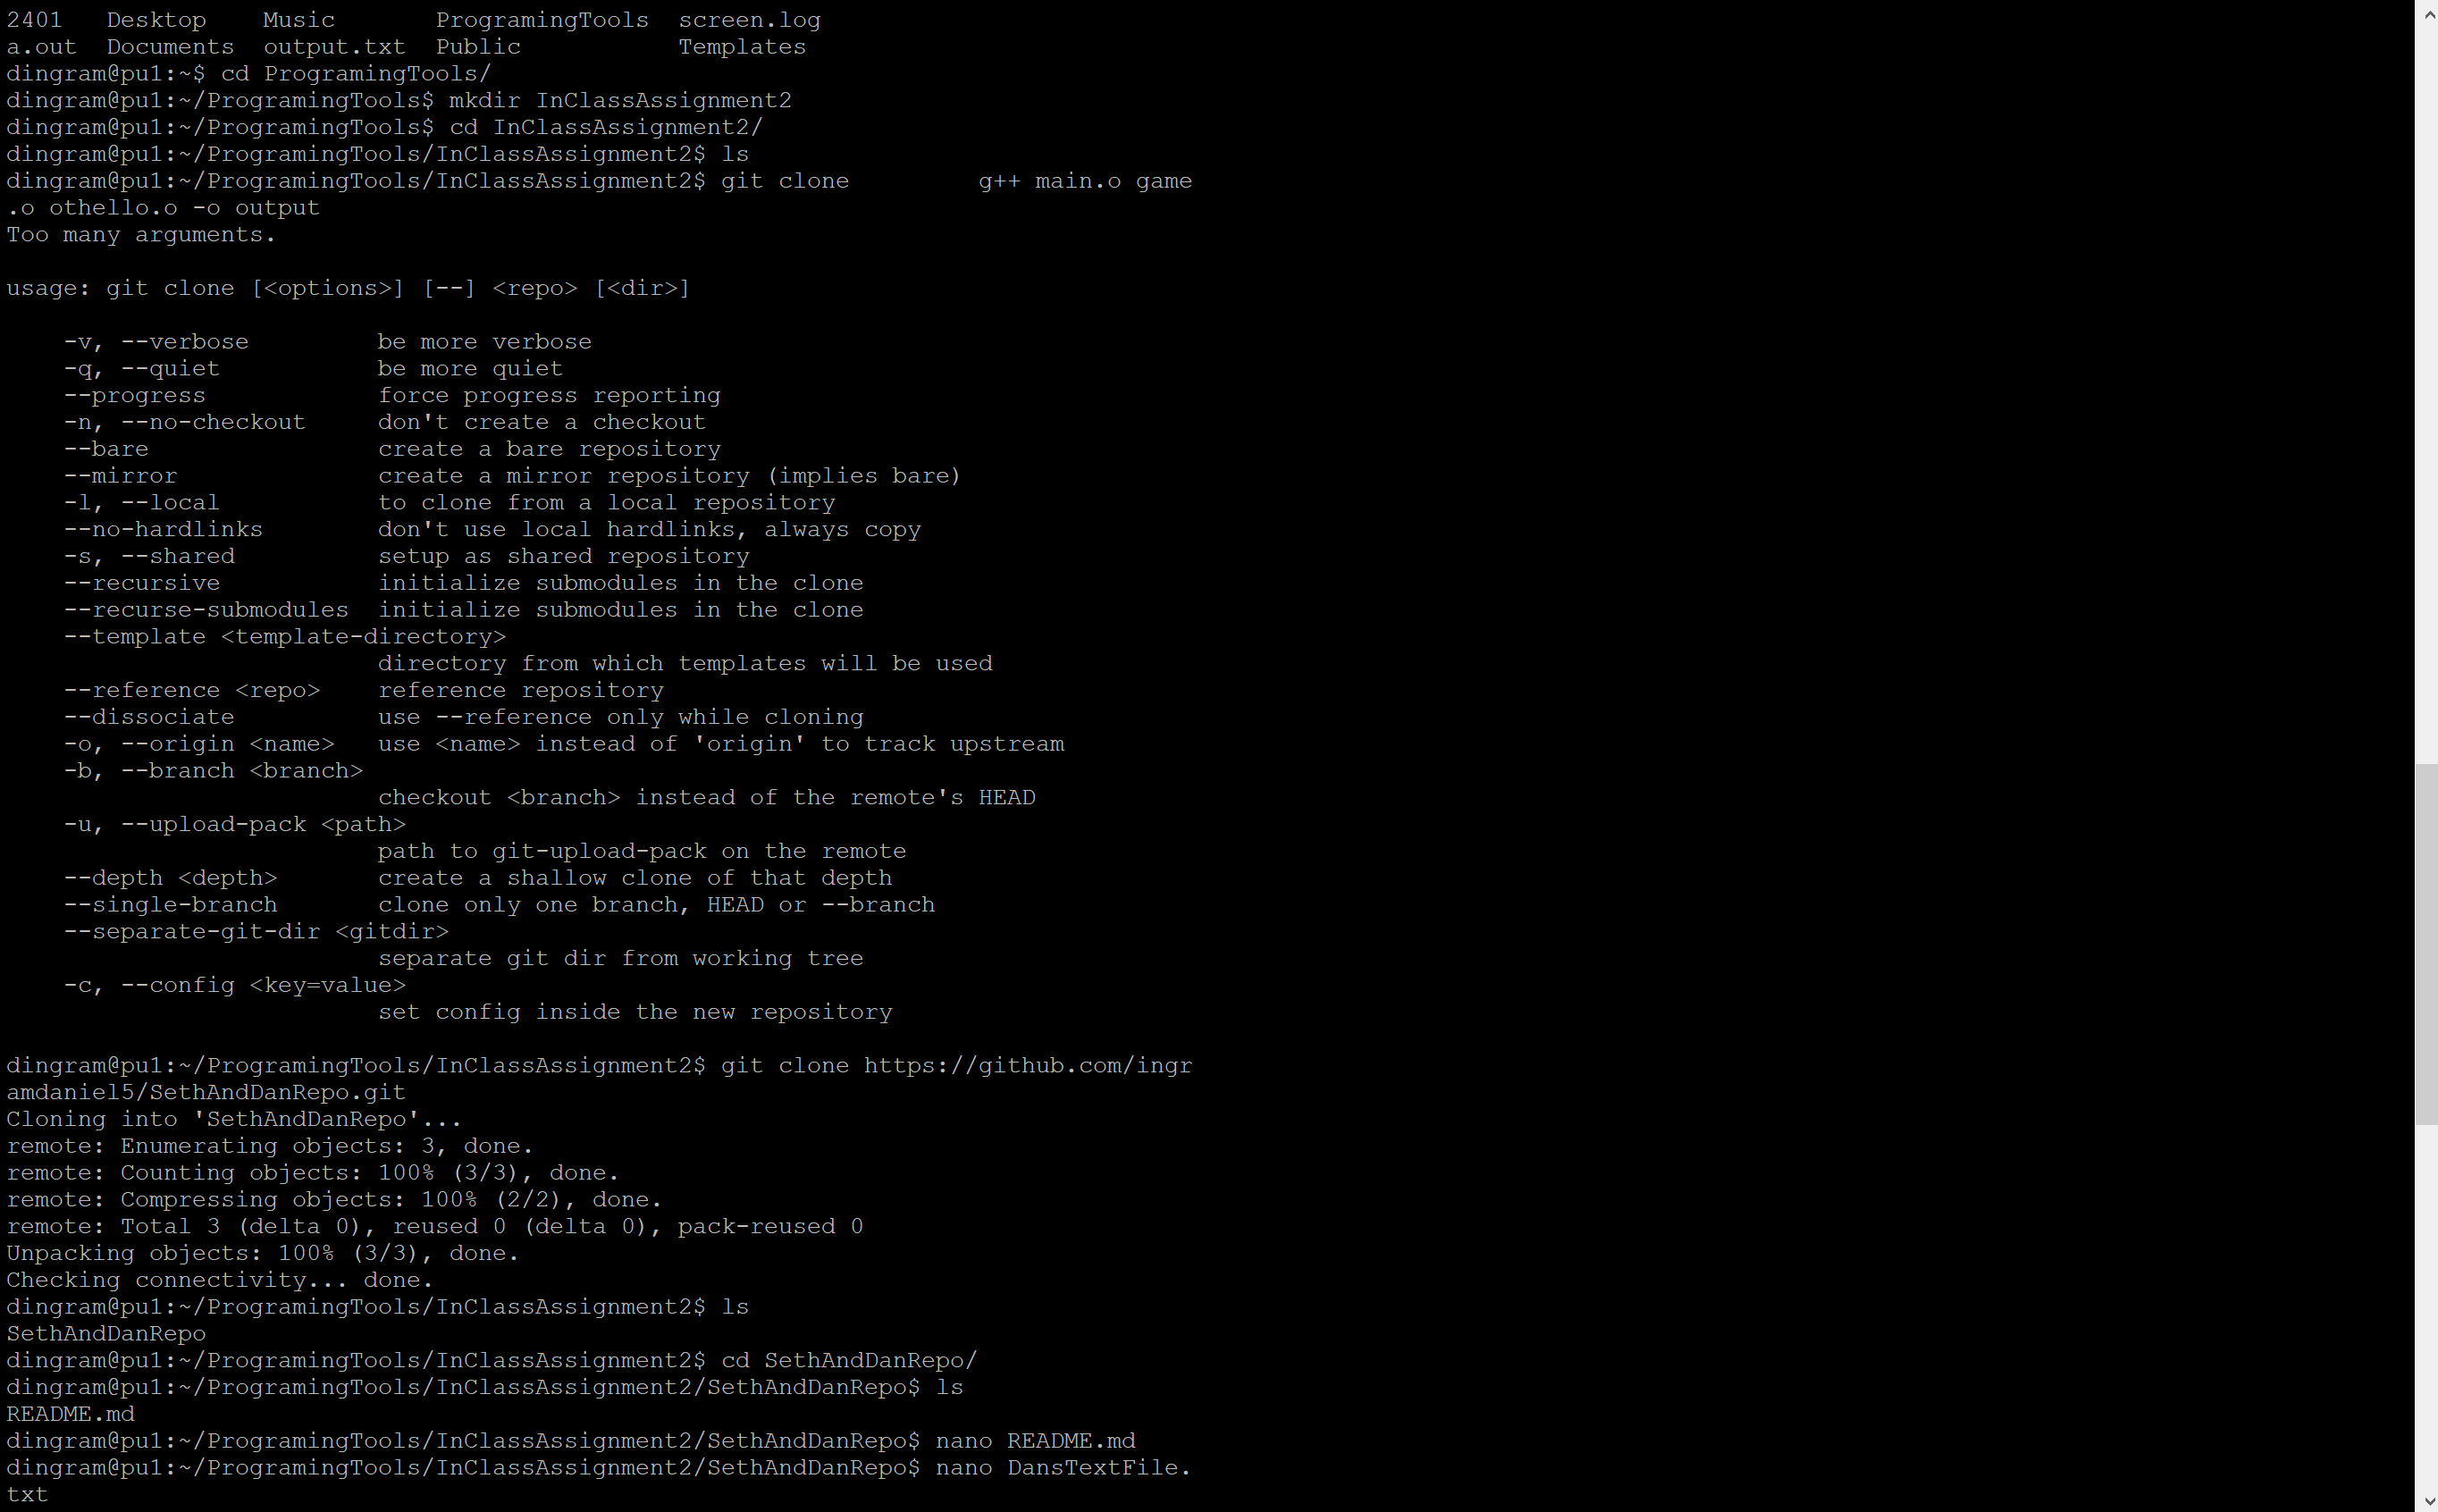 2401   Desktop    Music       ProgramingTools  screen.log
a.out  Documents  output.txt  Public           Templates
dingram@pu1:~$ cd ProgramingTools/
dingram@pu1:~/ProgramingTools$ mkdir InClassAssignment2
dingram@pu1:~/ProgramingTools$ cd InClassAssignment2/
dingram@pu1:~/ProgramingTools/InClassAssignment2$ ls
dingram@pu1:~/ProgramingTools/InClassAssignment2$ git clone         g++ main.o game
.o othello.o -o output
Too many arguments.

usage: git clone [<options>] [--] <repo> [<dir>]

    -v, --verbose         be more verbose
    -q, --quiet           be more quiet
    --progress            force progress reporting
    -n, --no-checkout     don't create a checkout
    --bare                create a bare repository
    --mirror              create a mirror repository (implies bare)
    -l, --local           to clone from a local repository
    --no-hardlinks        don't use local hardlinks, always copy
    -s, --shared          setup as shared repository
    --recursive           initialize submodules in the clone
    --recurse-submodules  initialize submodules in the clone
    --template <template-directory>
                          directory from which templates will be used
    --reference <repo>    reference repository
    --dissociate          use --reference only while cloning
    -o, --origin <name>   use <name> instead of 'origin' to track upstream
    -b, --branch <branch>
                          checkout <branch> instead of the remote's HEAD
    -u, --upload-pack <path>
                          path to git-upload-pack on the remote
    --depth <depth>       create a shallow clone of that depth
    --single-branch       clone only one branch, HEAD or --branch
    --separate-git-dir <gitdir>
                          separate git dir from working tree
    -c, --config <key=value>
                          set config inside the new repository

dingram@pu1:~/ProgramingTools/InClassAssignment2$ git clone https://github.com/ingr
amdaniel5/SethAndDanRepo.git
Cloning into 'SethAndDanRepo'...
remote: Enumerating objects: 3, done.
remote: Counting objects: 100% (3/3), done.
remote: Compressing objects: 100% (2/2), done.
remote: Total 3 (delta 0), reused 0 (delta 0), pack-reused 0
Unpacking objects: 100% (3/3), done.
Checking connectivity... done.
dingram@pu1:~/ProgramingTools/InClassAssignment2$ ls
SethAndDanRepo
dingram@pu1:~/ProgramingTools/InClassAssignment2$ cd SethAndDanRepo/
dingram@pu1:~/ProgramingTools/InClassAssignment2/SethAndDanRepo$ ls
README.md
dingram@pu1:~/ProgramingTools/InClassAssignment2/SethAndDanRepo$ nano README.md
dingram@pu1:~/ProgramingTools/InClassAssignment2/SethAndDanRepo$ nano DansTextFile.
txt